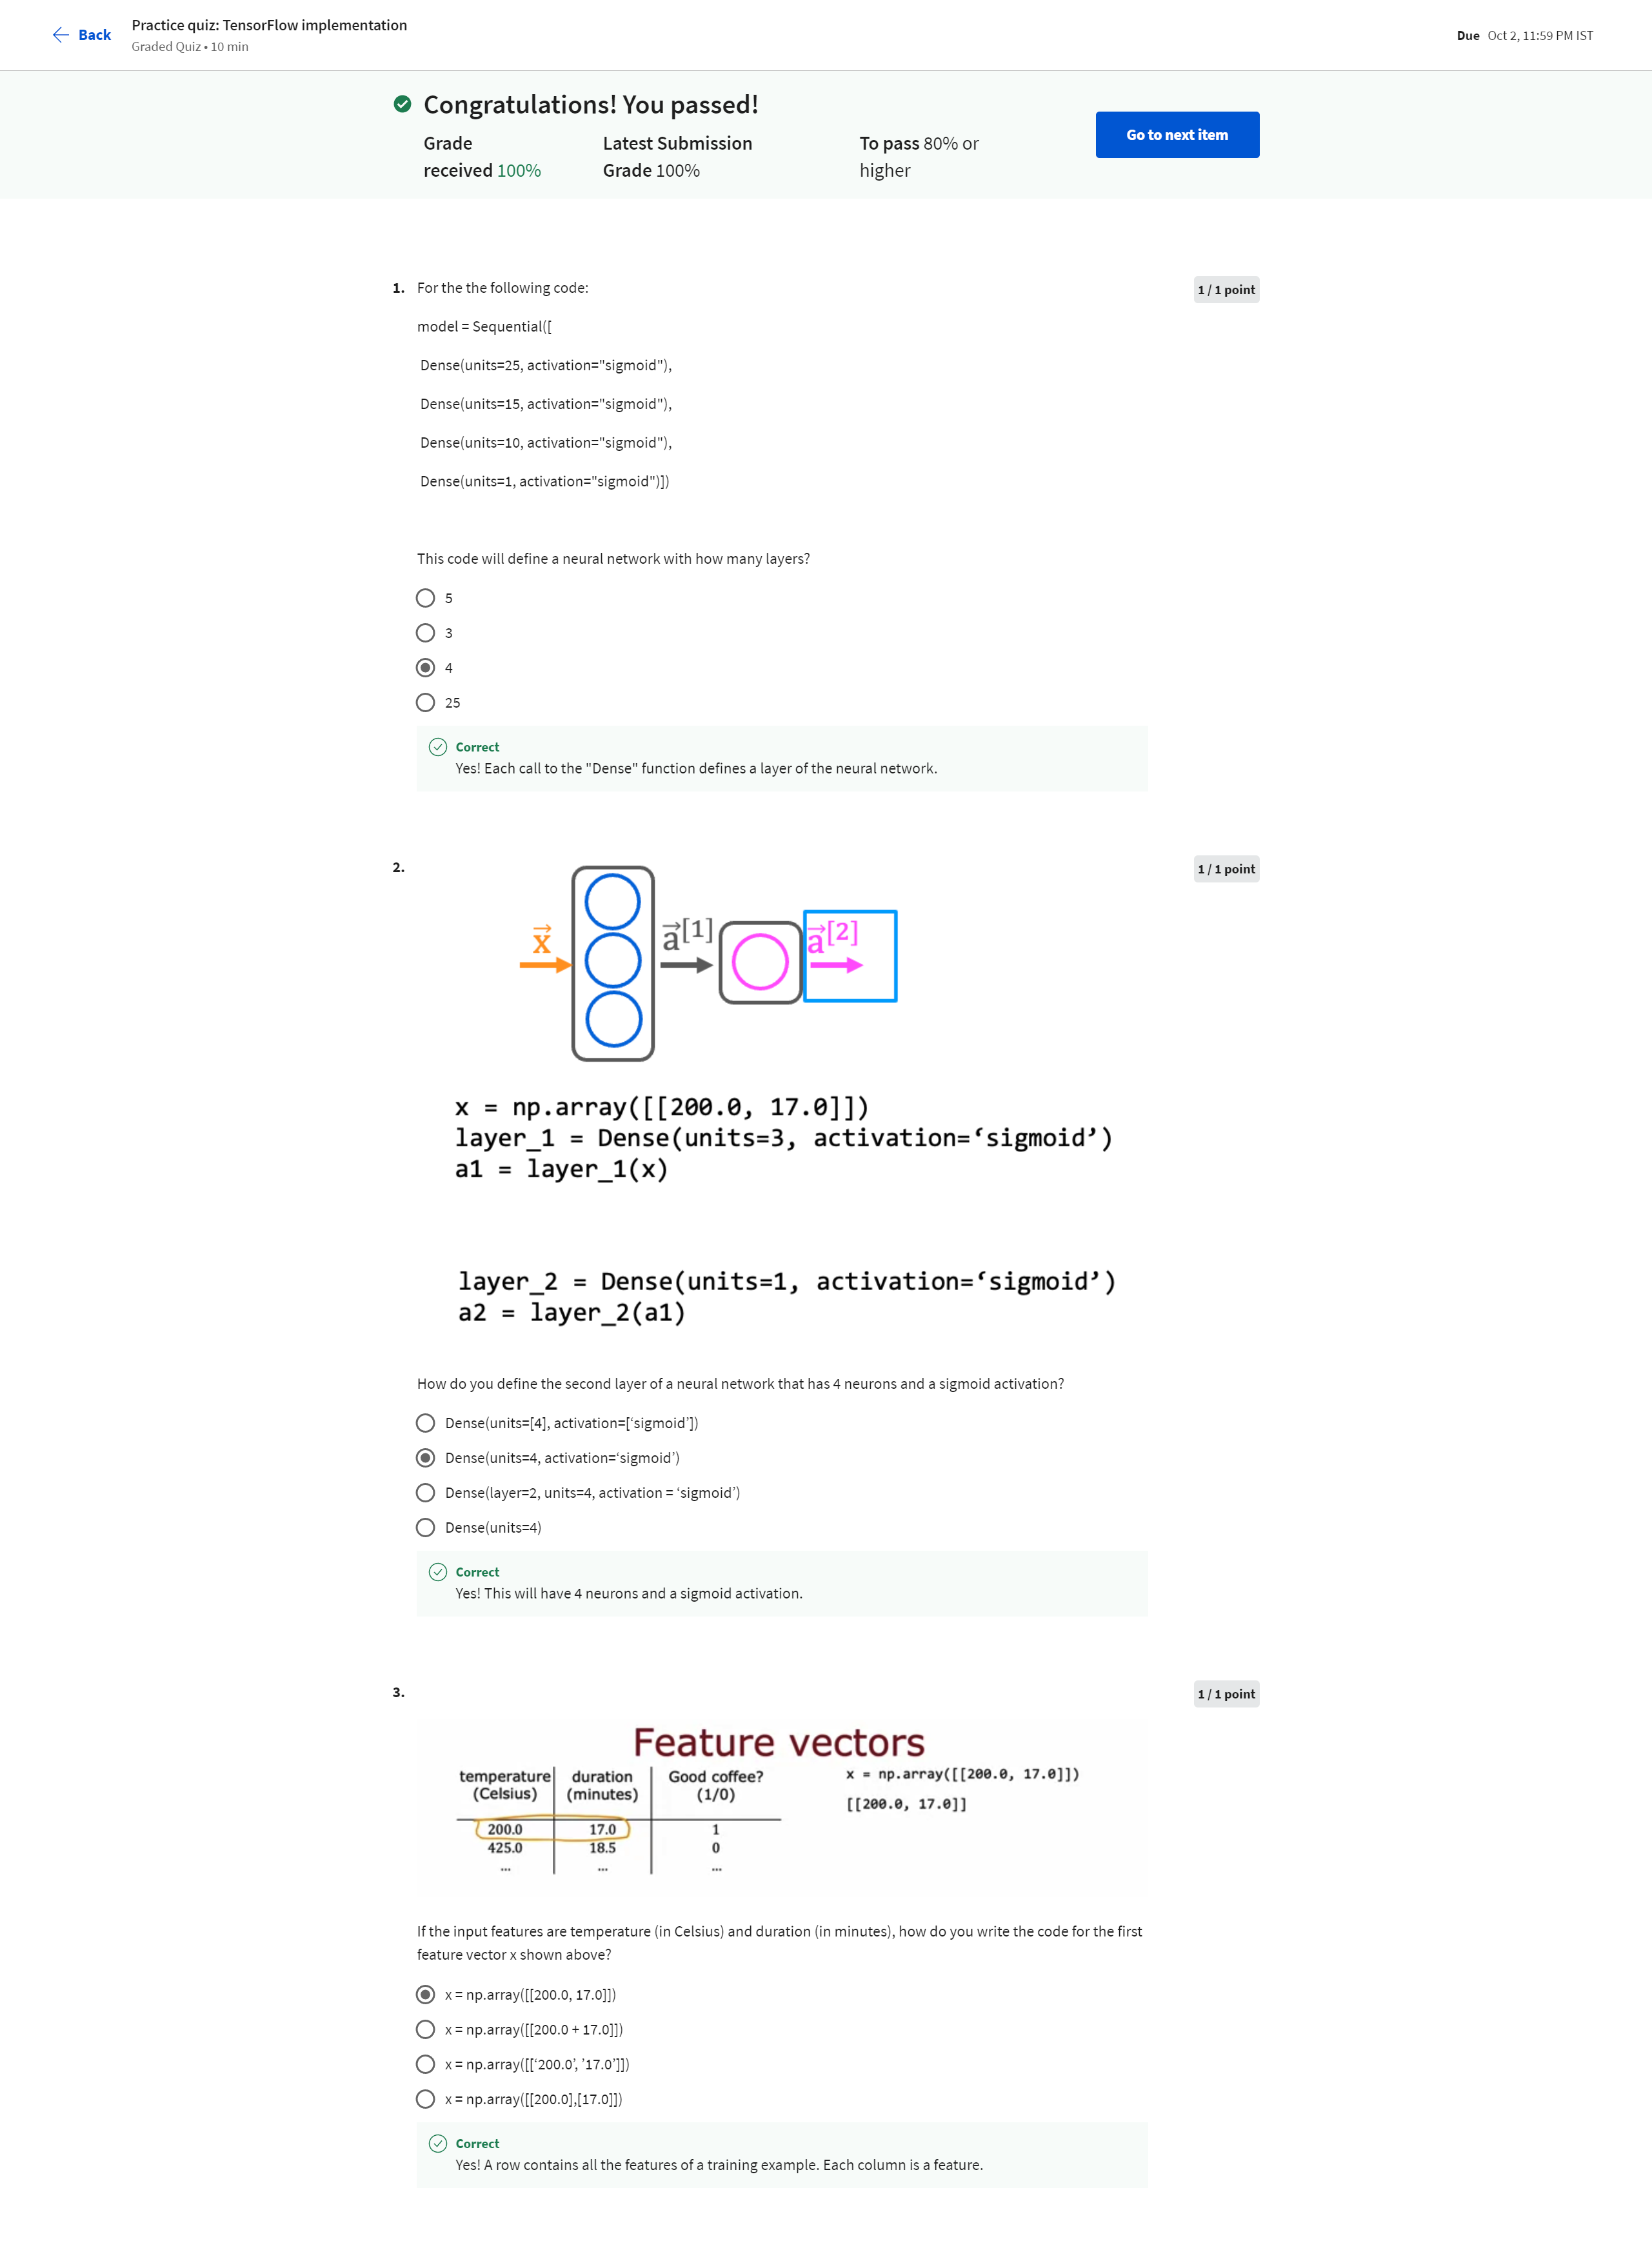 Back
Practice quiz: TensorFlow implementation
Graded Quiz • 10 min
Due Oct 2, 11:59 PM IST
Congratulations! You passed!
Grade received 100%
Latest Submission Grade 100%
To pass 80% or higher
Go to next item
1. For the the following code:
1 / 1 point
model = Sequential([
Dense(units=25, activation="sigmoid"),
Dense(units=15, activation="sigmoid"),
Dense(units=10, activation="sigmoid"),
Dense(units=1, activation="sigmoid")])
This code will define a neural network with how many layers?
5
3
4
25
Correct
Yes! Each call to the "Dense" function defines a layer of the neural network.
2.
1 / 1 point
x⃗ a⃗[1] a⃗[2]
x = np.array([[200.0, 17.0]])
layer_1 = Dense(units=3, activation=‘sigmoid’)
a1 = layer_1(x)
layer_2 = Dense(units=1, activation=‘sigmoid’)
a2 = layer_2(a1)
How do you define the second layer of a neural network that has 4 neurons and a sigmoid activation?
Dense(units=[4], activation=[‘sigmoid’])
Dense(units=4, activation=‘sigmoid’)
Dense(layer=2, units=4, activation = ‘sigmoid’)
Dense(units=4)
Correct
Yes! This will have 4 neurons and a sigmoid activation.
3.
1 / 1 point
Feature vectors
temperature (Celsius) duration (minutes) Good coffee? (1/0)
200.0 17.0 1
425.0 18.5 0
... ... ...
x = np.array([[200.0, 17.0]])
[[200.0, 17.0]]
If the input features are temperature (in Celsius) and duration (in minutes), how do you write the code for the first
feature vector x shown above?
x = np.array([[200.0, 17.0]])
x = np.array([[200.0 + 17.0]])
x = np.array([[‘200.0’, ’17.0’]])
x = np.array([[200.0],[17.0]])
Correct
Yes! A row contains all the features of a training example. Each column is a feature.